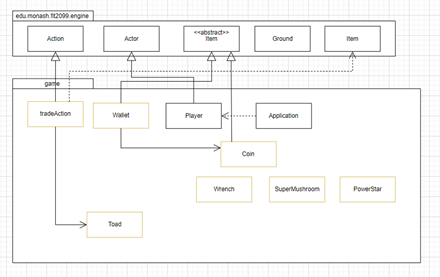 edu.monash.fit2099.engine
Action
Actor
<<abstract>>
Item
Ground
Item
game
tradeAction
Wallet
Player
Application
Coin
Wrench
SuperMushroom
PowerStar
Toad